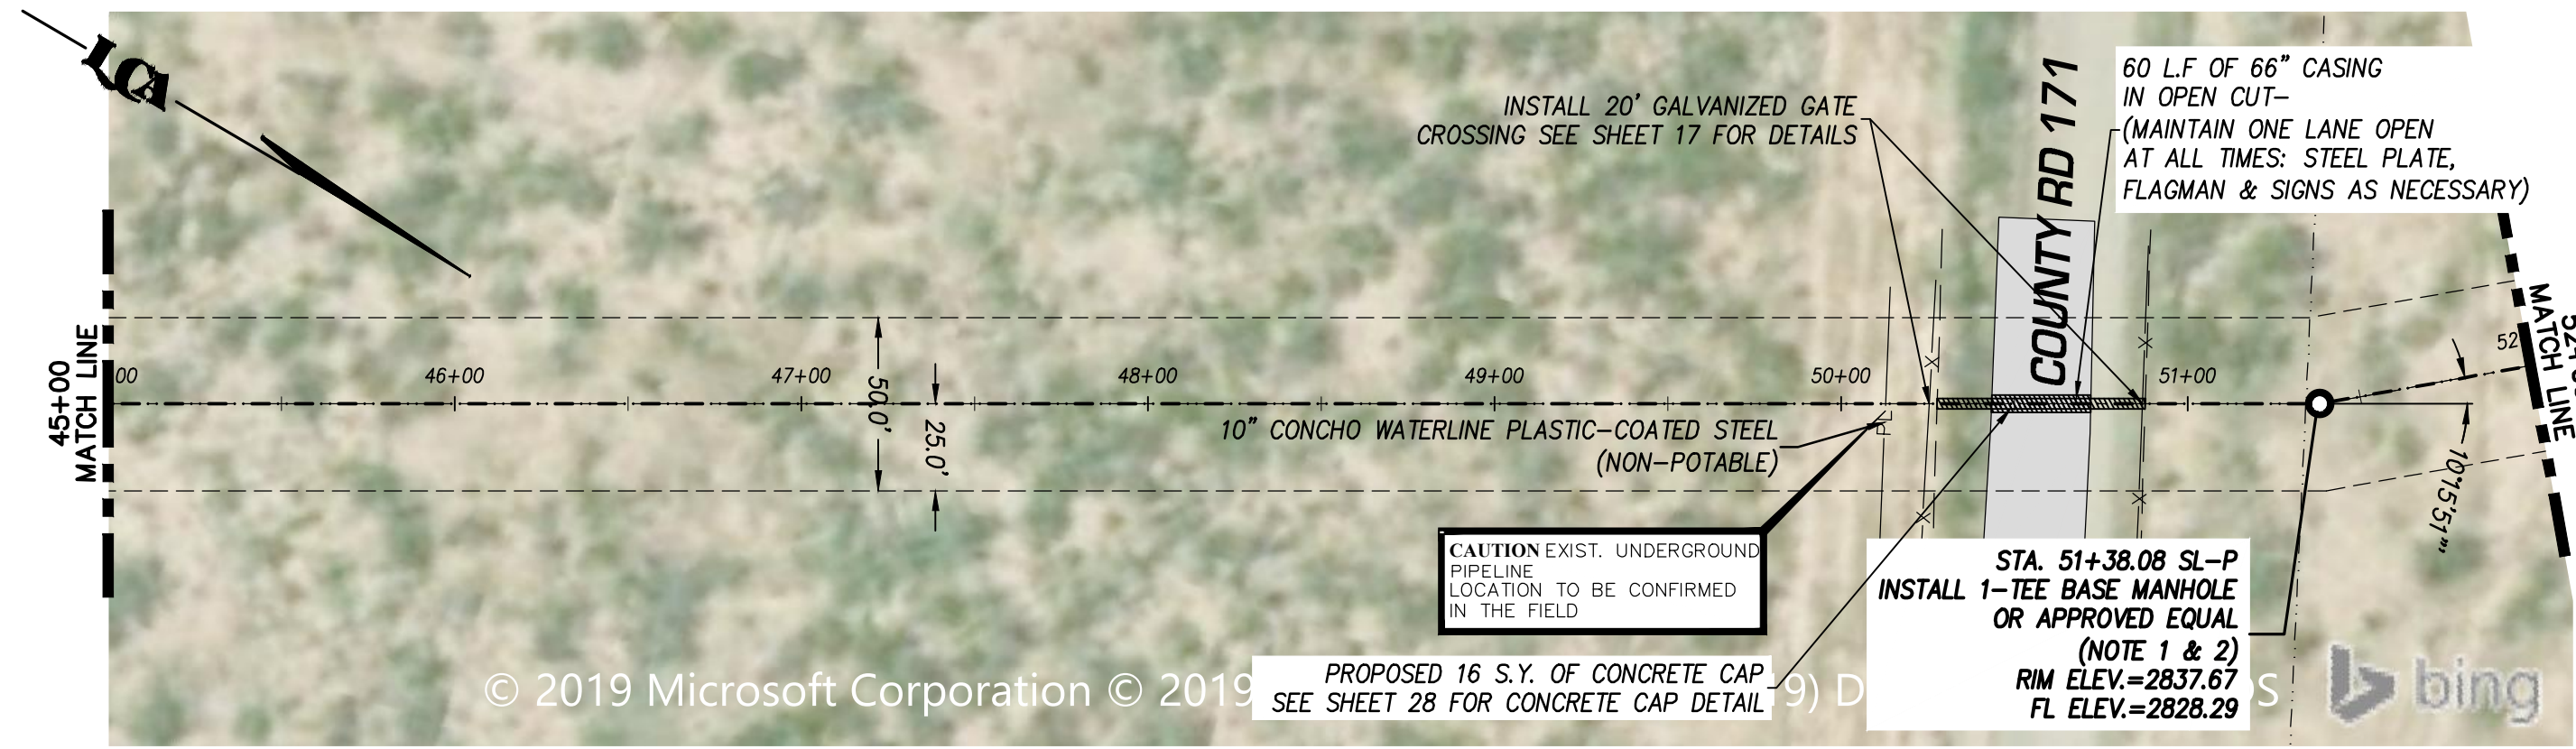 LCA
INSTALL 20' GALVANIZED GATE
CROSSING SEE SHEET 17 FOR DETAILS
COUNTY RD 171
60 L.F OF 66" CASING
IN OPEN CUT-
(MAINTAIN ONE LANE OPEN
AT ALL TIMES: STEEL PLATE,
FLAGMAN & SIGNS AS NECESSARY)
45+00
MATCH LINE
00
46+00
47+00
48+00
49+00
50+00
51+00
52
MATCH LINE
50.0'
25.0'
10" CONCHO WATERLINE PLASTIC-COATED STEEL
(NON-POTABLE)
PL
X
X
X
X
10°15'51"
CAUTION EXIST. UNDERGROUND
PIPELINE
LOCATION TO BE CONFIRMED
IN THE FIELD
STA. 51+38.08 SL-P
INSTALL 1-TEE BASE MANHOLE
OR APPROVED EQUAL
(NOTE 1 & 2)
RIM ELEV.=2837.67
FL ELEV.=2828.29
PROPOSED 16 S.Y. OF CONCRETE CAP
SEE SHEET 28 FOR CONCRETE CAP DETAIL
© 2019 Microsoft Corporation © 2019 19) D DS
bing